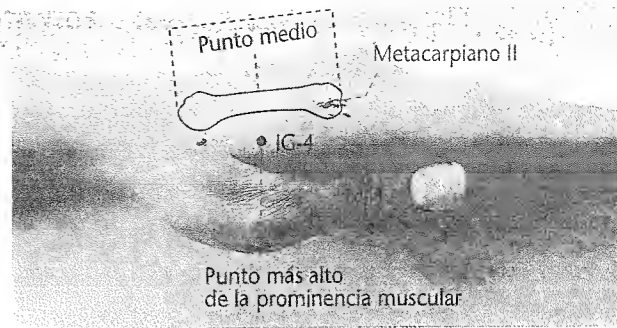 Punto medio
Metacarpiano II
IG-4
Punto más alto
de la prominencia muscular